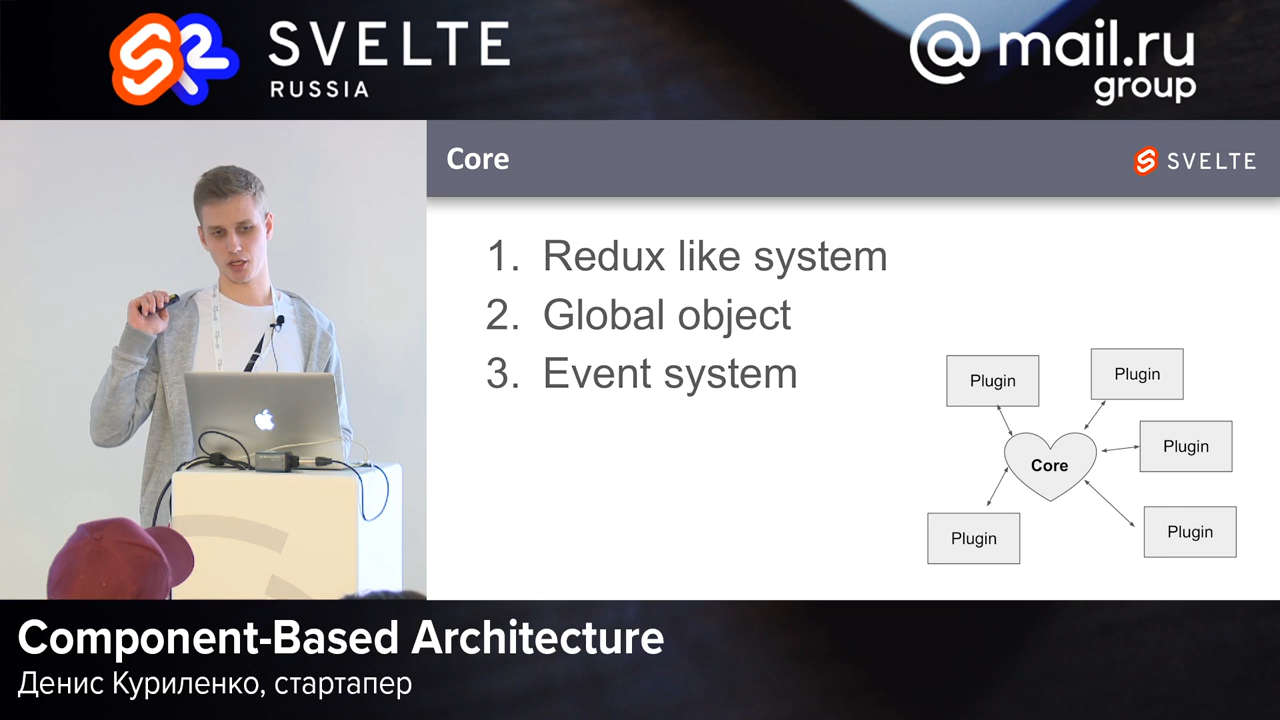 SVELTE
RUSSIA
@mail.ru
group
Core
SVELTE
1. Redux like system
2. Global object
3. Event system
Plugin
Plugin
Plugin
Core
Plugin
Plugin
Component-Based Architecture
Денис Куриленко, стартапер